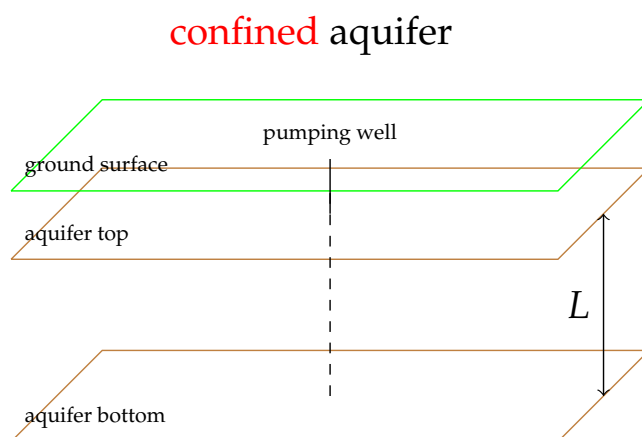 confined aquifer
pumping well
ground surface
aquifer top
L
aquifer bottom